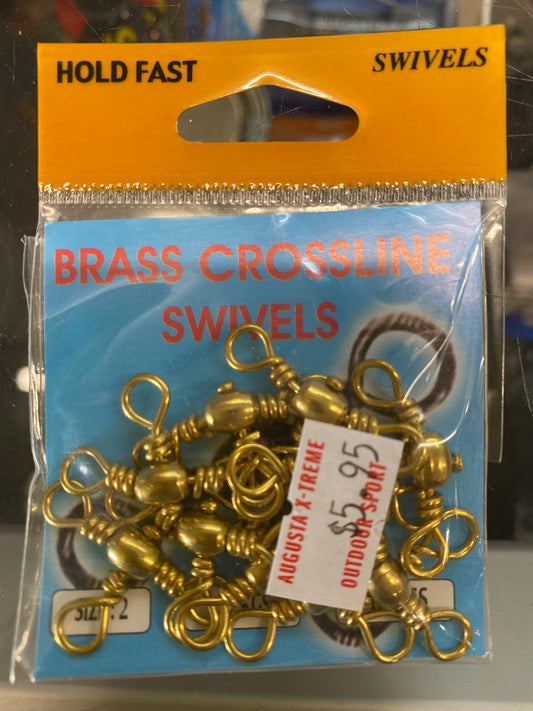 HOLD FAST
SWIVELS
BRASS CROSSLINE
SWIVELS
AUGUSTA X-TREME
$5.95
OUTDOOR SPORT
SIZE: 2